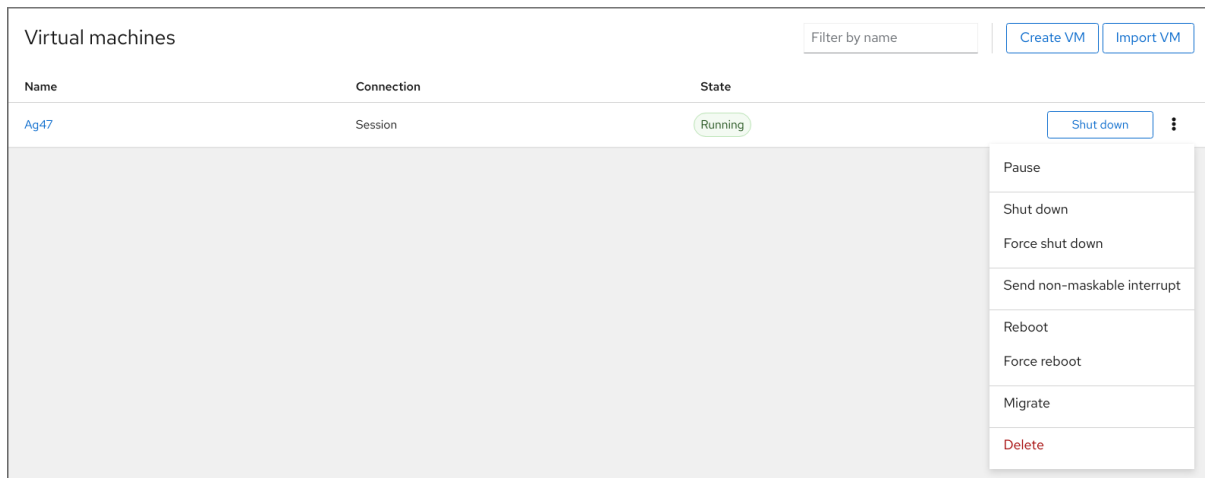 Virtual machines Filter by name Create VM Import VM
Name Connection State
Ag47 Session Running Shut down
Pause
Shut down
Force shut down
Send non-maskable interrupt
Reboot
Force reboot
Migrate
Delete